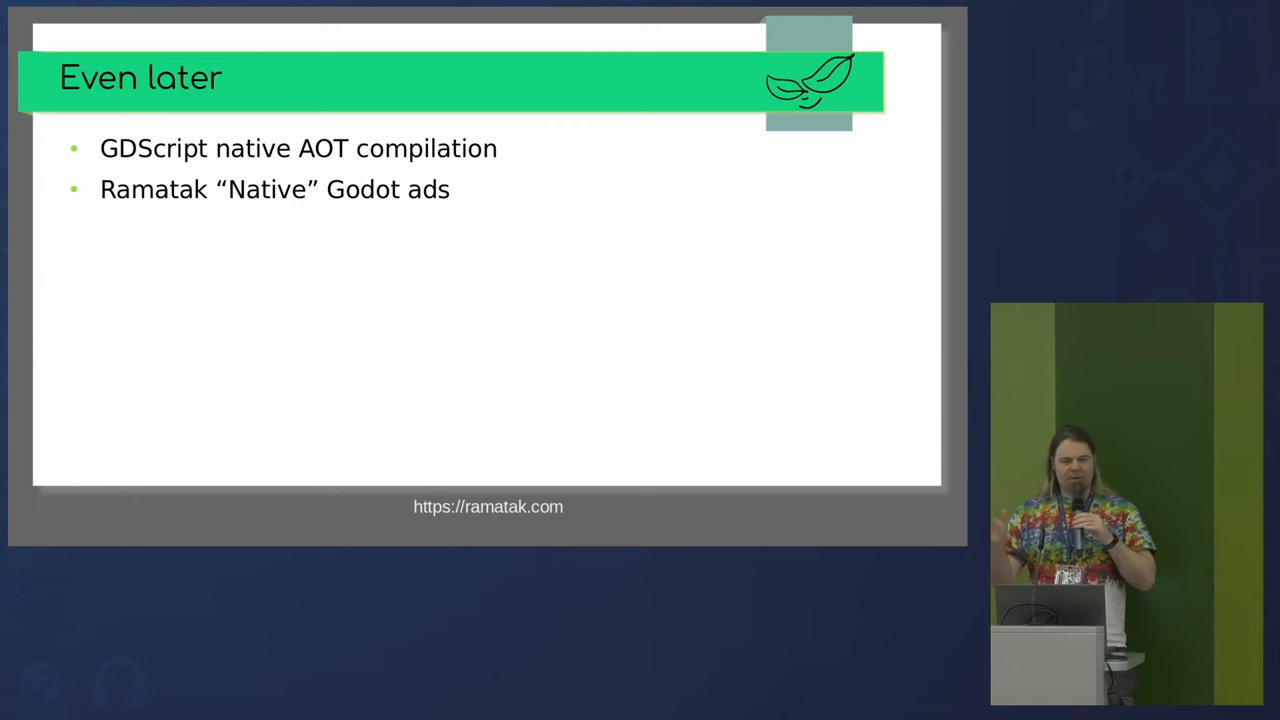 Even later
GDScript native AOT compilation
Ramatak “Native” Godot ads
https://ramatak.com